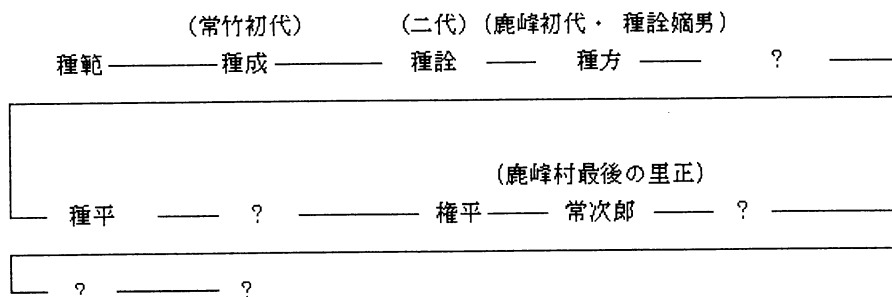 (常竹初代) (二代) (鹿峰初代・種詮嫡男)
種範 種成 種詮 種方 ?
(鹿峰村最後の里正)
種平 ? 権平 常次郎 ?
? ?